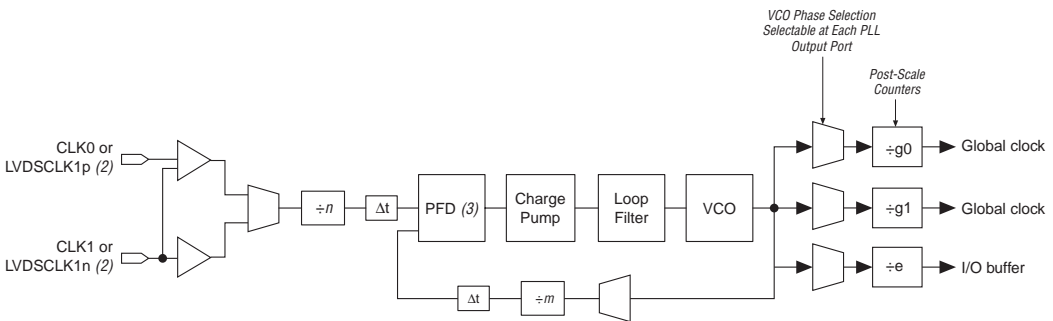 VCO Phase Selection
Selectable at Each PLL
Output Port
Post-Scale
Counters
CLK0 or
LVDSCLK1p (2)
÷n
Δt
PFD (3)
Charge
Pump
Loop
Filter
VCO
÷g0
Global clock
÷g1
Global clock
CLK1 or
LVDSCLK1n (2)
÷e
I/O buffer
Δt
÷m